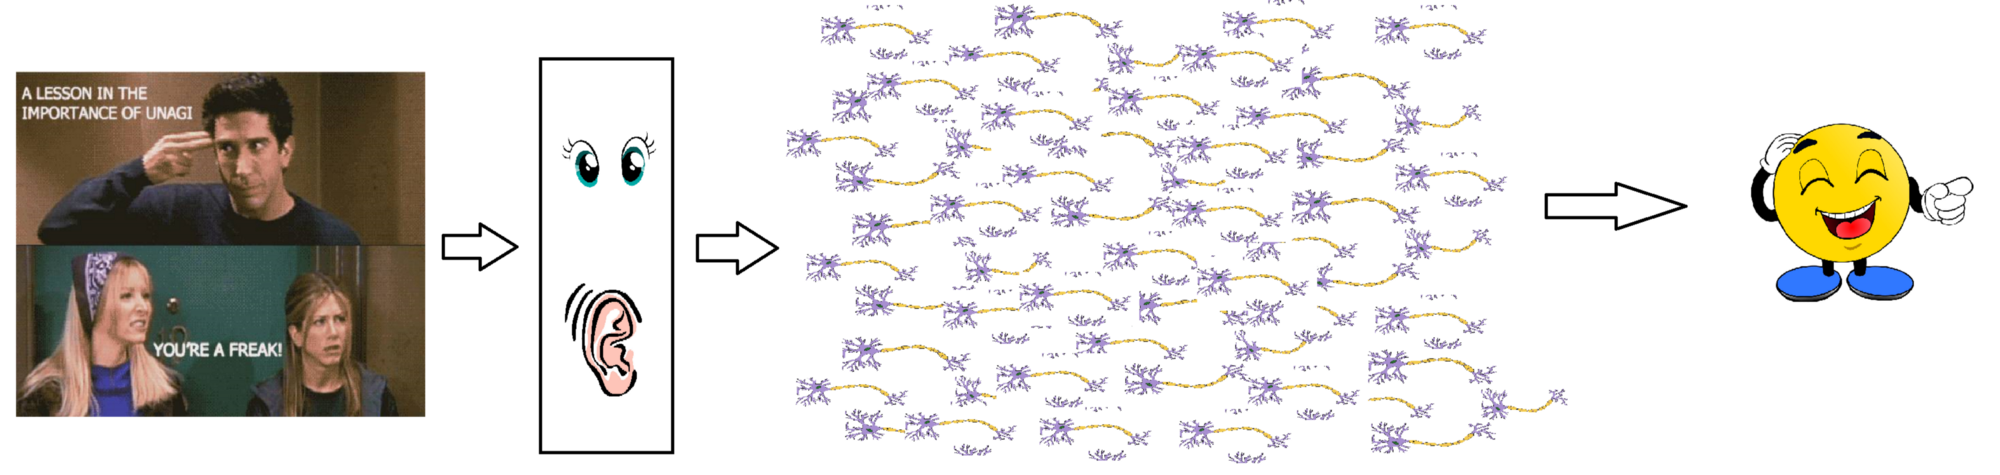 A LESSON IN THE
IMPORTANCE OF UNAGI
YOU'RE A FREAK!